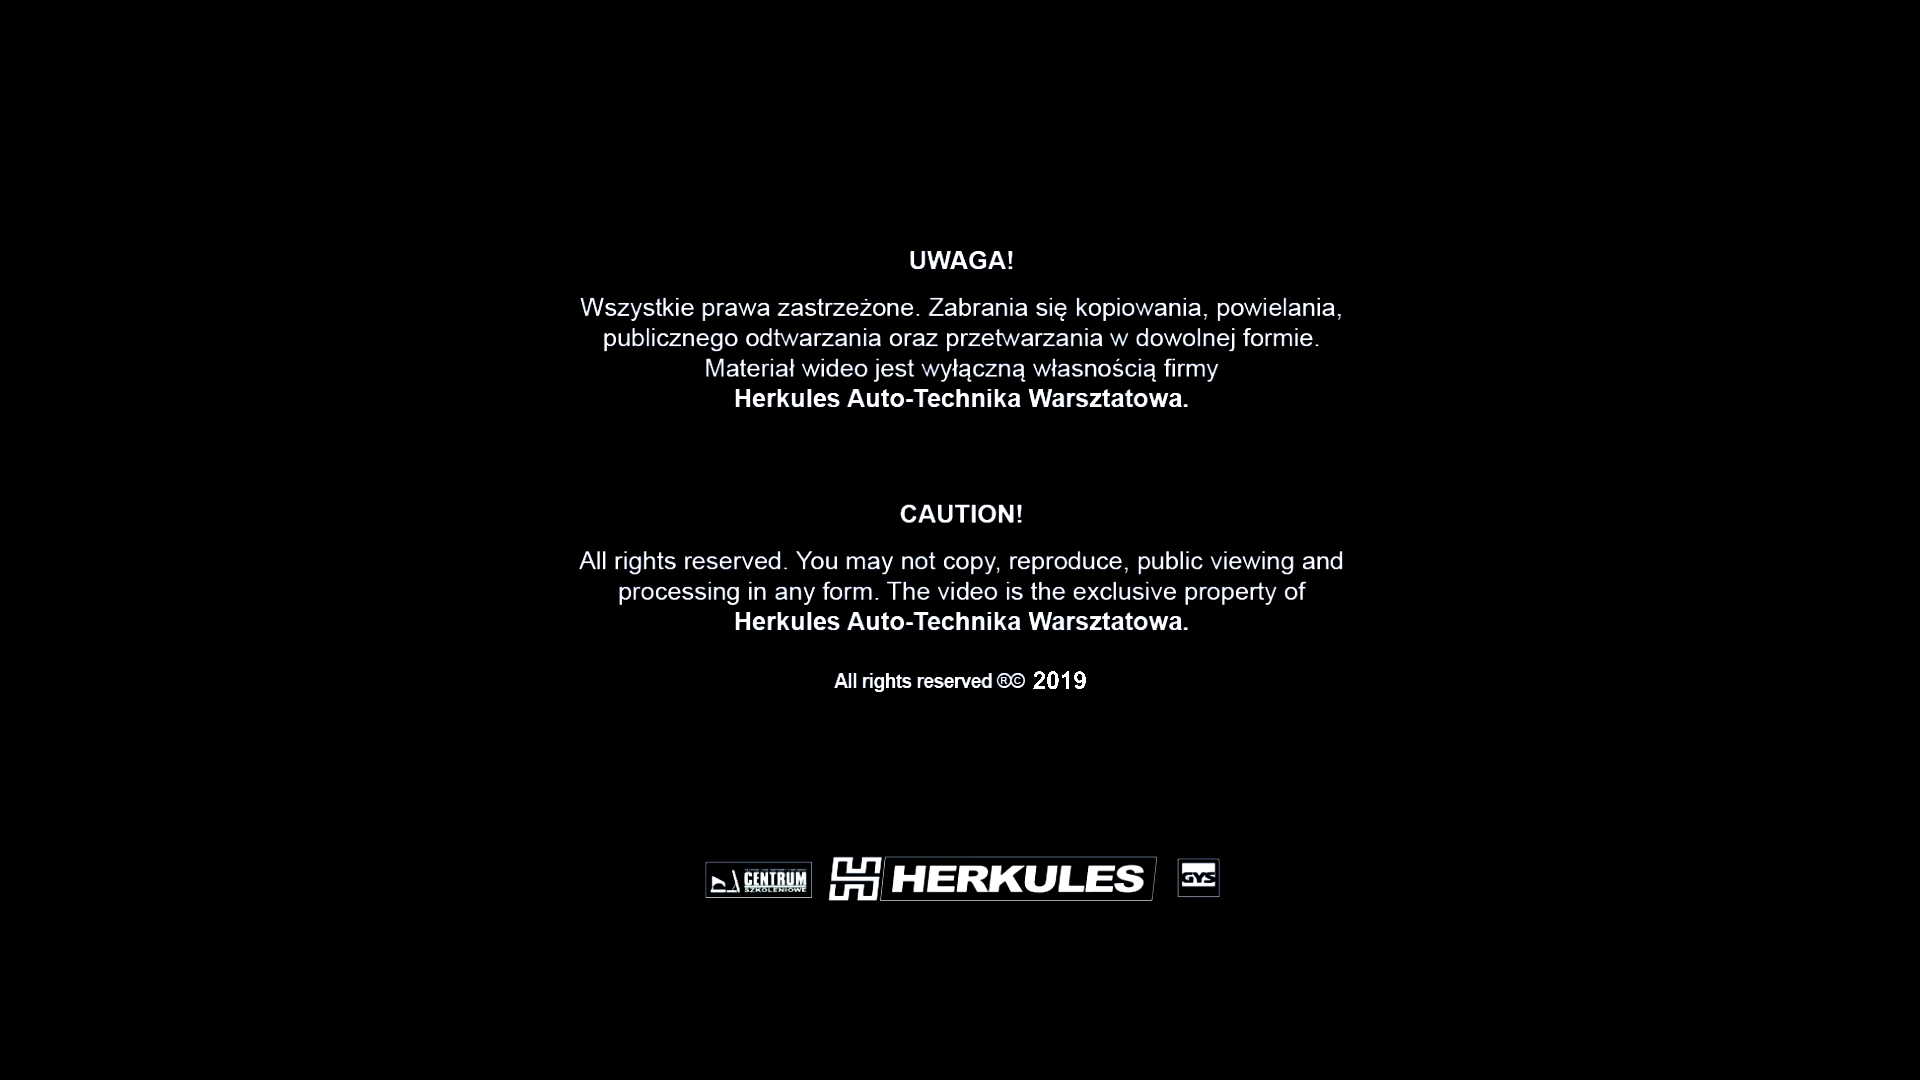 UWAGA!
Wszystkie prawa zastrzeżone. Zabrania się kopiowania, powielania,
publicznego odtwarzania oraz przetwarzania w dowolnej formie.
Materiał wideo jest wyłączną własnością firmy
Herkules Auto-Technika Warsztatowa.
CAUTION!
All rights reserved. You may not copy, reproduce, public viewing and
processing in any form. The video is the exclusive property of
Herkules Auto-Technika Warsztatowa.
All rights reserved ®© 2019
CENTRUM
SZKOLENIOWE
HERKULES
GYS